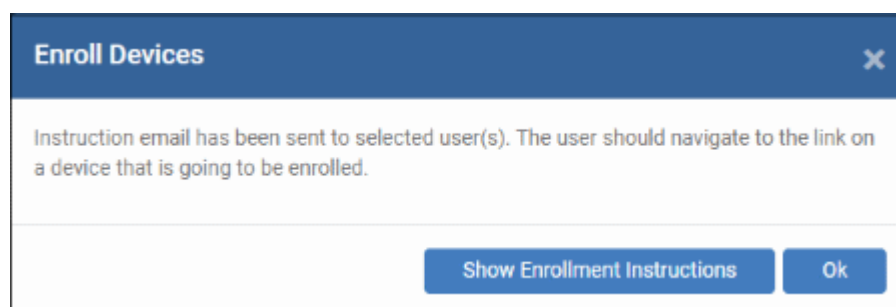 Enroll Devices
Instruction email has been sent to selected user(s). The user should navigate to the link on
a device that is going to be enrolled.
Show Enrollment Instructions
Ok